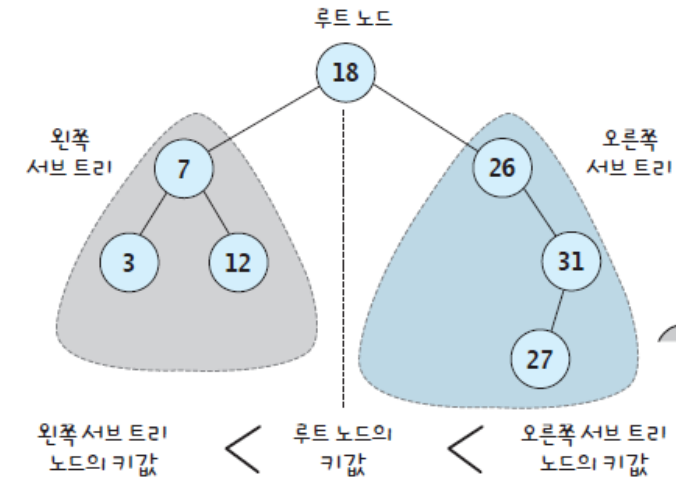 루트 노드
18
왼쪽
서브 트리
오른쪽
서브 트리
7
26
3
12
31
27
왼쪽 서브 트리
노드의 키값
<
루트 노드의
키값
<
오른쪽 서브 트리
노드의 키값